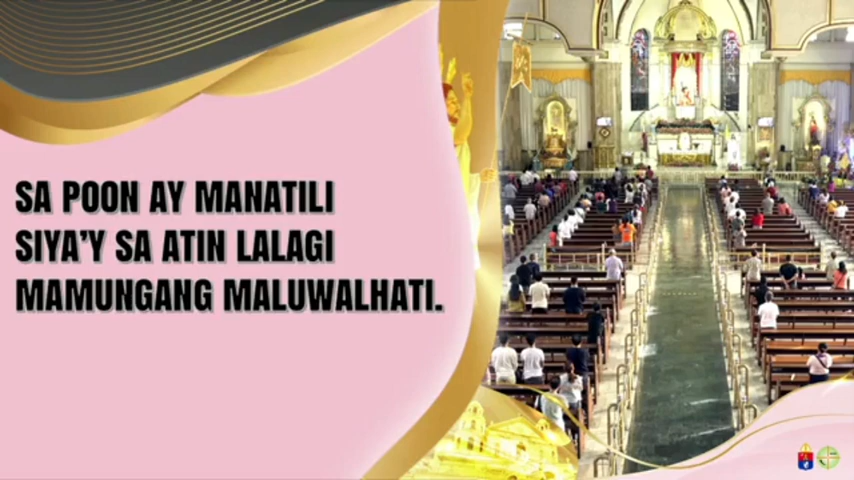 SA POON AY MANATILI
SIYA'Y SA ATIN LALAGI
MAMUNGANG MALUWALHATI.